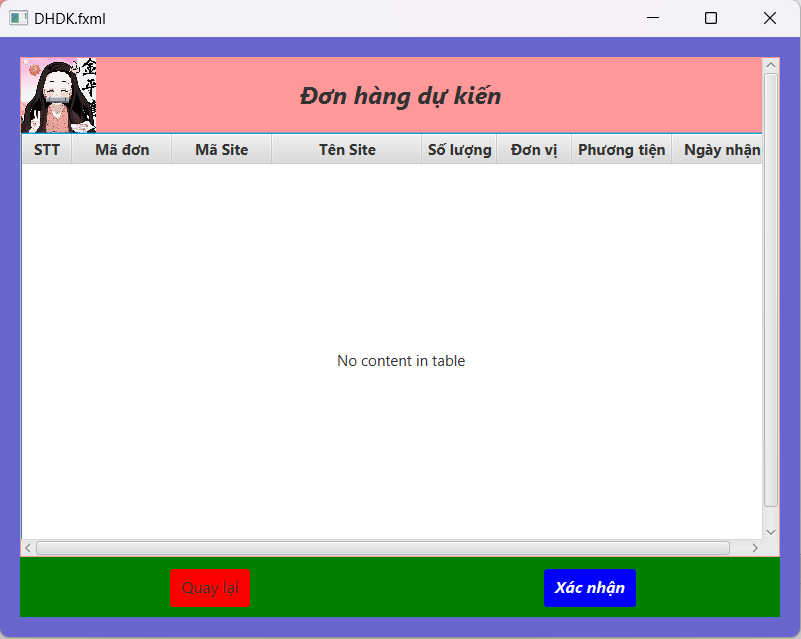 DHDK.fxml
Đơn hàng dự kiến
STT Mã đơn Mã Site Tên Site Số lượng Đơn vị Phương tiện Ngày nhận
No content in table
Quay lại Xác nhận